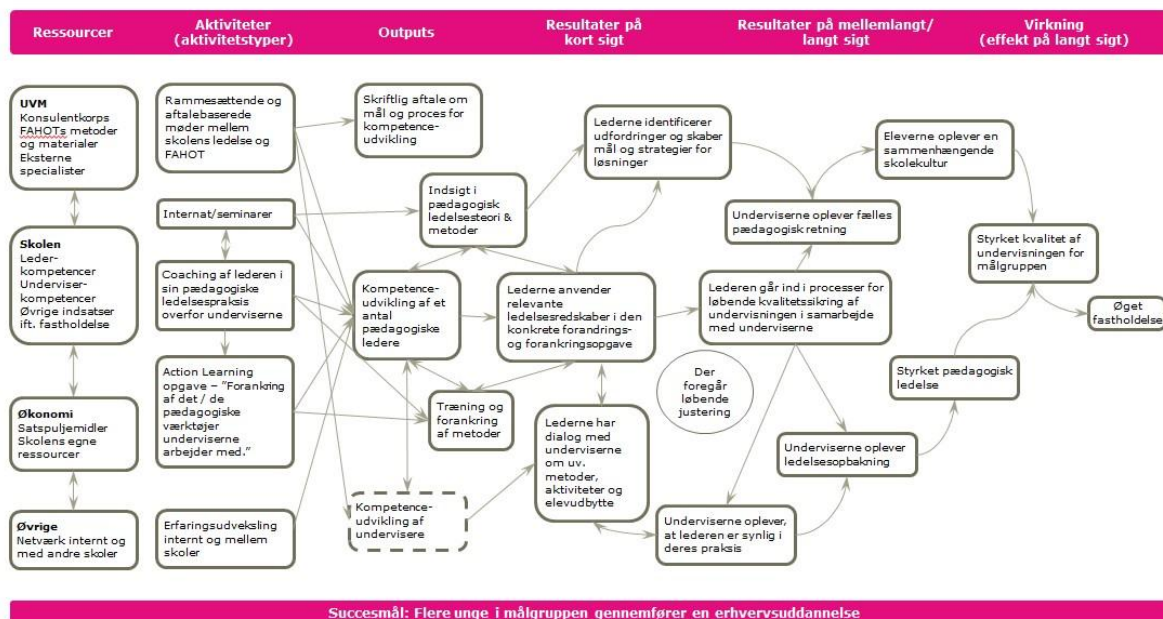 Ressourcer
Aktiviteter
(aktivitetstyper)
Outputs
Resultater på
kort sigt
Resultater på mellemlangt/
langt sigt
Virkning
(effekt på langt sigt)
UVM
Konsulentkorps
FAHOTs metoder
og materialer
Eksterne
specialister
Skolen
Leder-
kompetencer
Underviser-
kompetencer
Øvrige indsatser
ift. fastholdelse
Økonomi
Satspuljemidler
Skolens egne
ressourcer
Øvrige
Netværk internt og
med andre skoler
Rammesættende og
aftalebaserede
møder mellem
skolens ledelse og
FAHOT
Internat/seminarer
Coaching af lederen i
sin pædagogiske
ledelsespraksis
overfor underviserne
Action Learning
opgave – ”Forankring
af det / de
pædagogiske
værktøjer
underviserne
arbejder med.”
Erfaringsudveksling
internt og mellem
skoler
Skriftlig aftale om
mål og proces for
kompetence-
udvikling
Indsigt i
pædagogisk
ledelsesteori &
metoder
Kompetence-
udvikling af et
antal
pædagogiske
ledere
Træning og
forankring
af metoder
Kompetence-
udvikling af
undervisere
Lederne identificerer
udfordringer og skaber
mål og strategier for
løsninger
Lederne anvender
relevante
ledelsesredskaber i den
konkrete forandrings-
og forankringsopgave
Lederne har
dialog med
underviserne
om uv.
metoder,
aktiviteter og
elevudbytte
Underviserne oplever fælles
pædagogisk retning
Lederen går ind i processer for
løbende kvalitetssikring af
undervisningen i samarbejde
med underviserne
Der
foregår
løbende
justering
Underviserne oplever
ledelsesopbakning
Underviserne oplever,
at lederen er synlig i
deres praksis
Eleverne oplever en
sammenhængende
skolekultur
Styrket kvalitet af
undervisningen for
målgruppen
Øget
fastholdelse
Styrket pædagogisk
ledelse
Succesmål: Flere unge i målgruppen gennemfører en erhvervsuddannelse